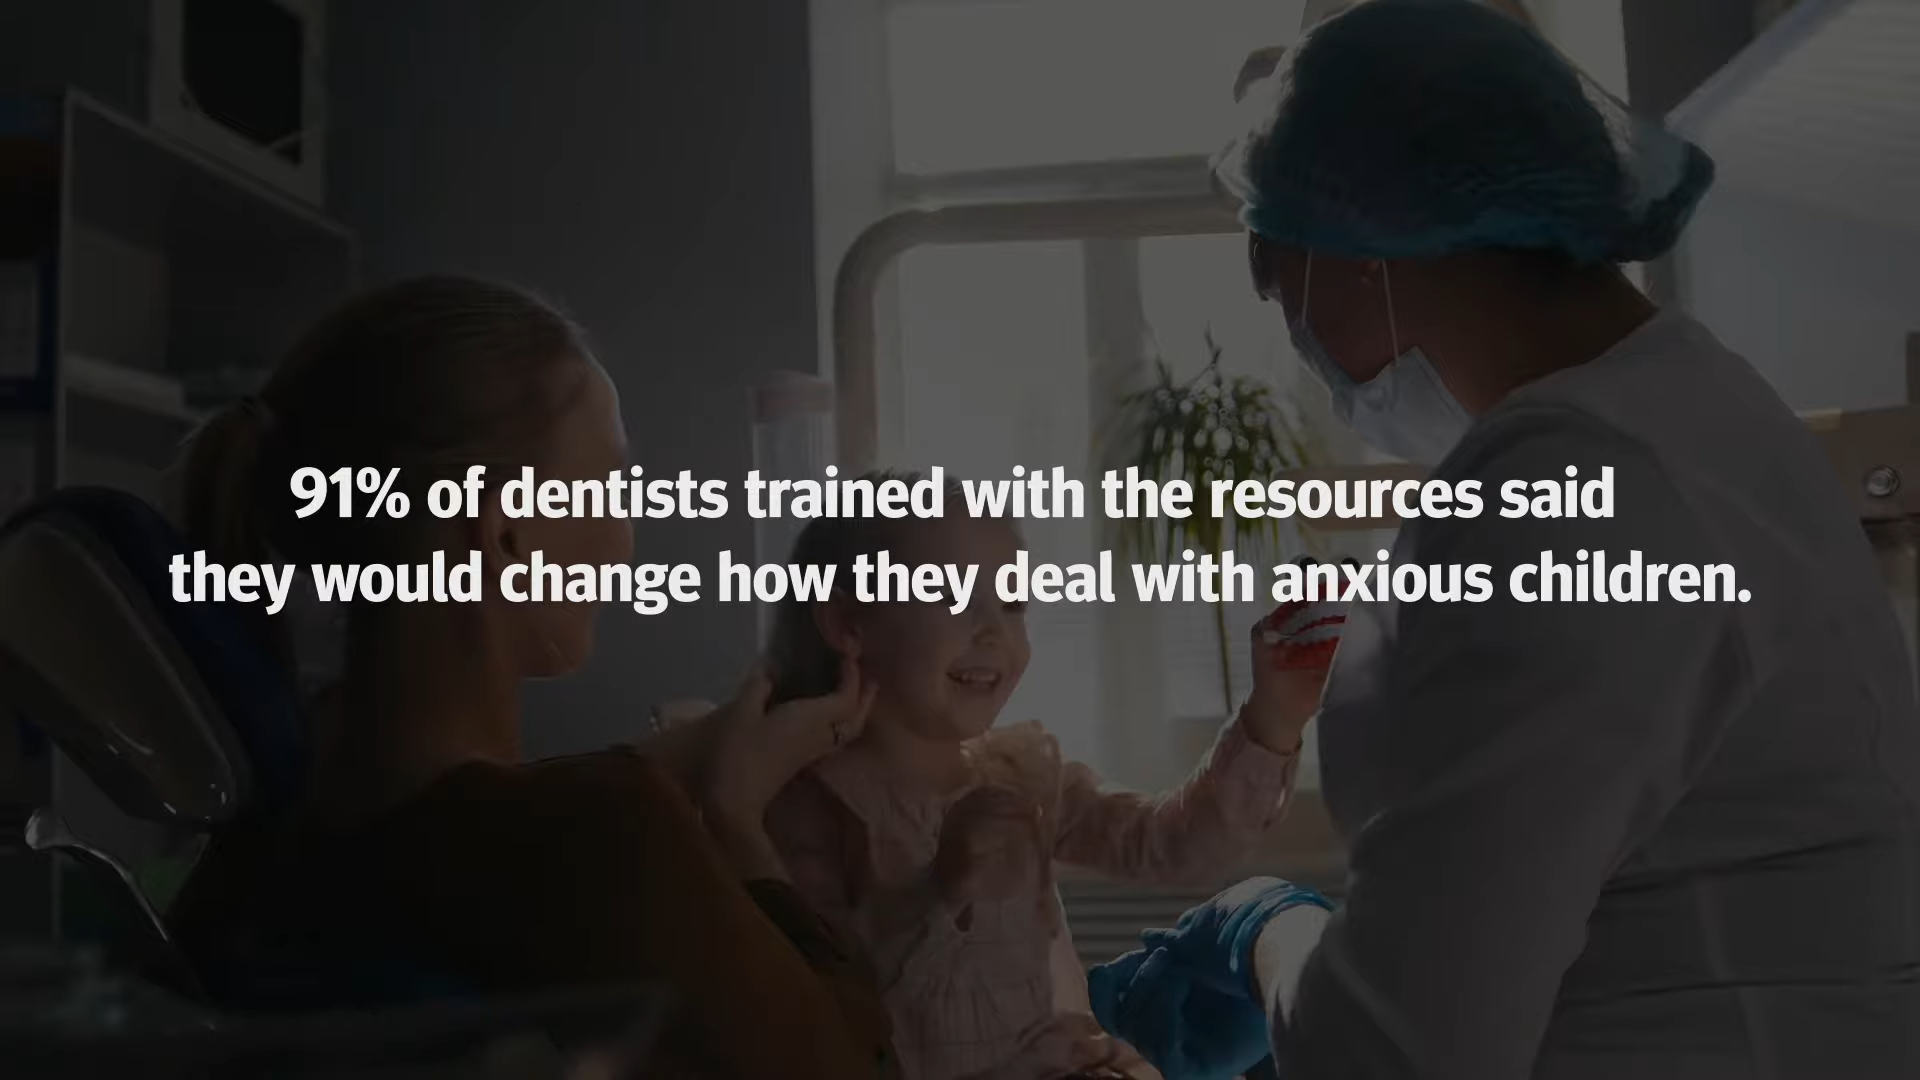 91% of dentists trained with the resources said
they would change how they deal with anxious children.